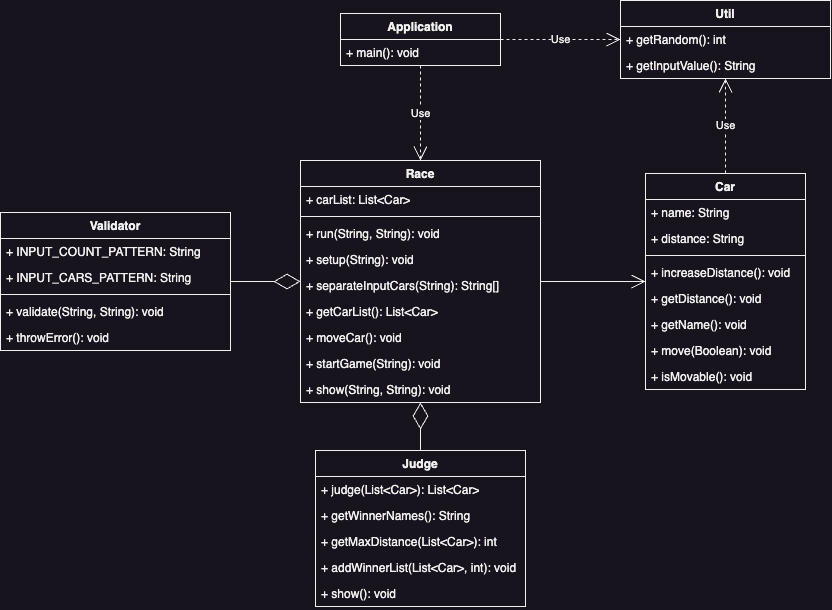 Application
+ main(): void
Use
Util
+ getRandom(): int
+ getInputValue(): String
Use
Use
Race
+ carList: List<Car>
+ run(String, String): void
+ setup(String): void
+ separateInputCars(String): String[]
+ getCarList(): List<Car>
+ moveCar(): void
+ startGame(String): void
+ show(String, String): void
Car
+ name: String
+ distance: String
+ increaseDistance(): void
+ getDistance(): void
+ getName(): void
+ move(Boolean): void
+ isMovable(): void
Validator
+ INPUT_COUNT_PATTERN: String
+ INPUT_CARS_PATTERN: String
+ validate(String, String): void
+ throwError(): void
Judge
+ judge(List<Car>): List<Car>
+ getWinnerNames(): String
+ getMaxDistance(List<Car>): int
+ addWinnerList(List<Car>, int): void
+ show(): void